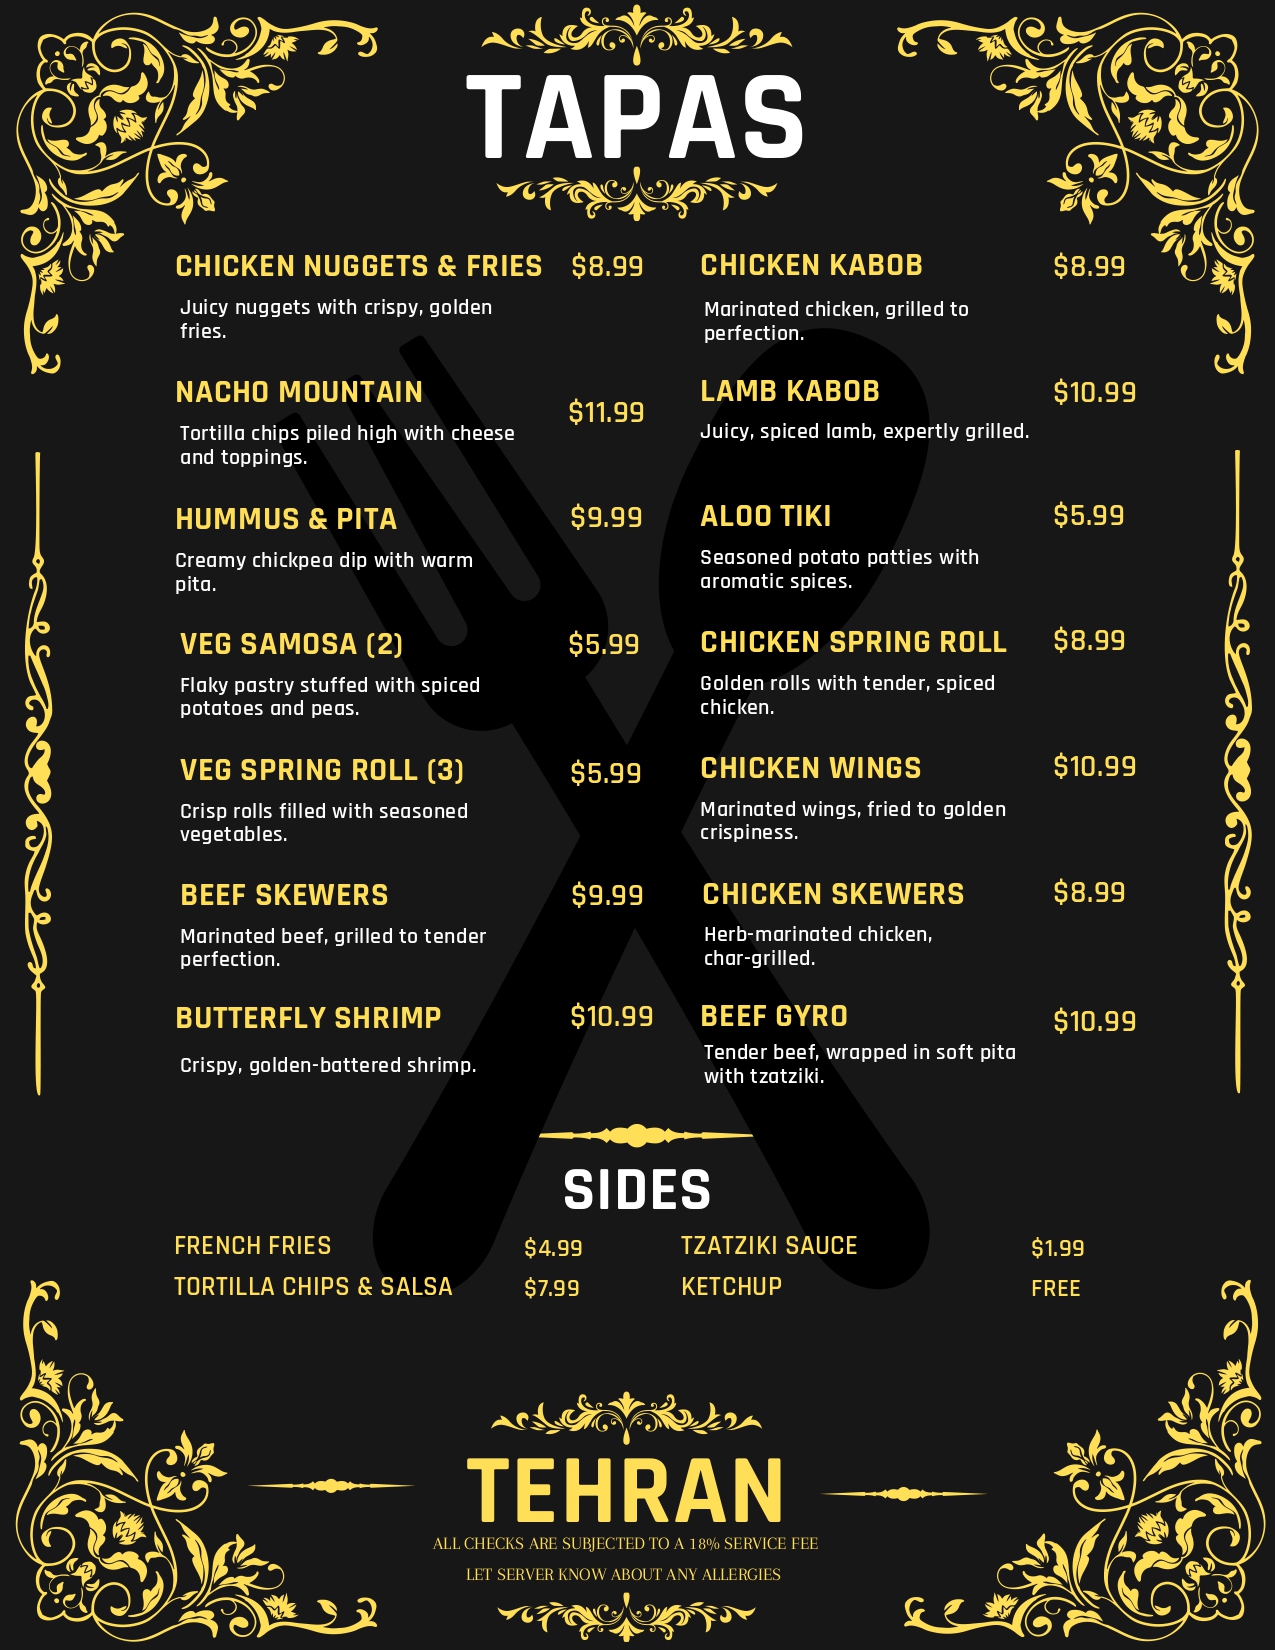 TAPAS
CHICKEN NUGGETS & FRIES $8.99
Juicy nuggets with crispy, golden
fries.
NACHO MOUNTAIN $11.99
Tortilla chips piled high with cheese
and toppings.
HUMMUS & PITA $9.99
Creamy chickpea dip with warm
pita.
VEG SAMOSA (2) $5.99
Flaky pastry stuffed with spiced
potatoes and peas.
VEG SPRING ROLL (3) $5.99
Crisp rolls filled with seasoned
vegetables.
BEEF SKEWERS $9.99
Marinated beef, grilled to tender
perfection.
BUTTERFLY SHRIMP $10.99
Crispy, golden-battered shrimp.
CHICKEN KABOB $8.99
Marinated chicken, grilled to
perfection.
LAMB KABOB $10.99
Juicy, spiced lamb, expertly grilled.
ALOO TIKI $5.99
Seasoned potato patties with
aromatic spices.
CHICKEN SPRING ROLL $8.99
Golden rolls with tender, spiced
chicken.
CHICKEN WINGS $10.99
Marinated wings, fried to golden
crispiness.
CHICKEN SKEWERS $8.99
Herb-marinated chicken,
char-grilled.
BEEF GYRO $10.99
Tender beef, wrapped in soft pita
with tzatziki.
SIDES
FRENCH FRIES $4.99
TORTILLA CHIPS & SALSA $7.99
TZATZIKI SAUCE $1.99
KETCHUP FREE
TEHRAN
ALL CHECKS ARE SUBJECTED TO A 18% SERVICE FEE
LET SERVER KNOW ABOUT ANY ALLERGIES